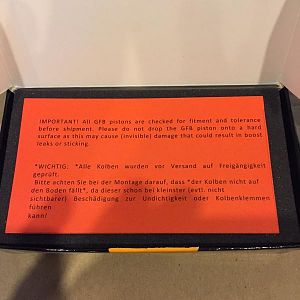 IMPORTANT! All GFB pistons are checked for fitment and tolerance
before shipment. Please do not drop the GFB piston onto a hard
surface as this may cause (invisible) damage that could result in boost
leaks or sticking.
*WICHTIG: *Alle Kolben wurden vor Versand auf Freigängigkeit
geprüft.
Bitte achten Sie bei der Montage darauf, dass *der Kolben nicht auf
den Boden fällt*, da dieser schon bei kleinster (evtl. nicht
sichtbarer) Beschädigung zur Undichtigkeit oder Kolbenklemmen
führen
kann!